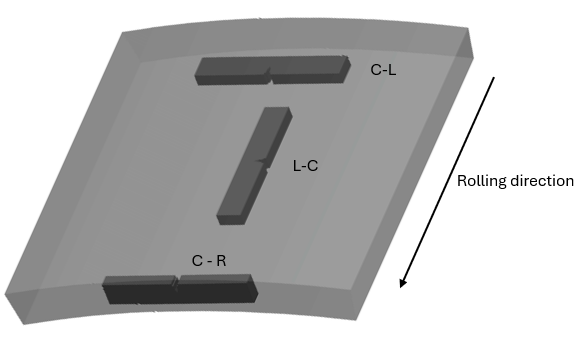 C-L
L-C
Rolling direction
C - R